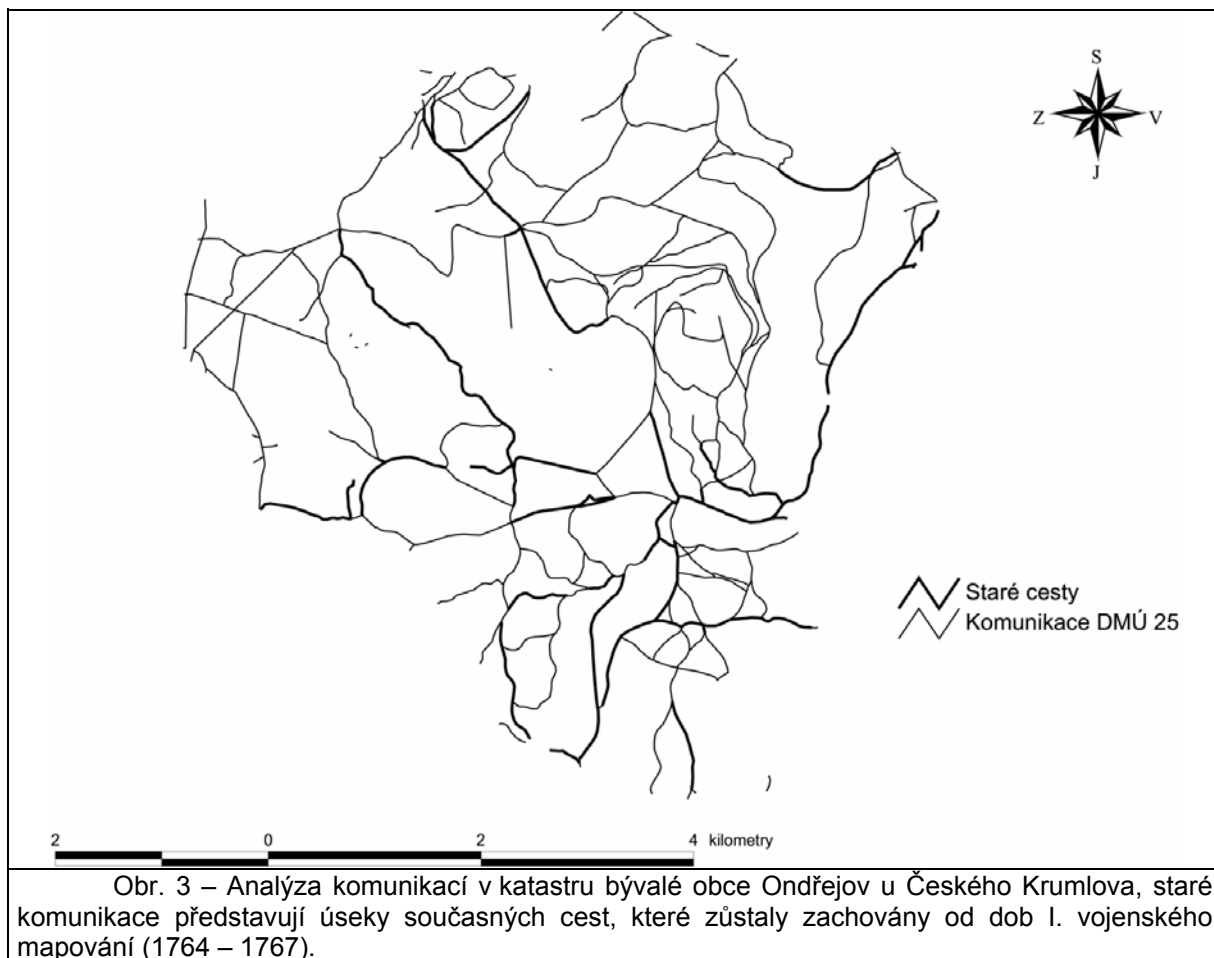 S
Z V
J
Staré cesty
Komunikace DMÚ 25
2 0 2 4 kilometry
Obr. 3 – Analýza komunikací v katastru bývalé obce Ondřejov u Českého Krumlova, staré
komunikace představují úseky současných cest, které zůstaly zachovány od dob I. vojenského
mapování (1764 – 1767).